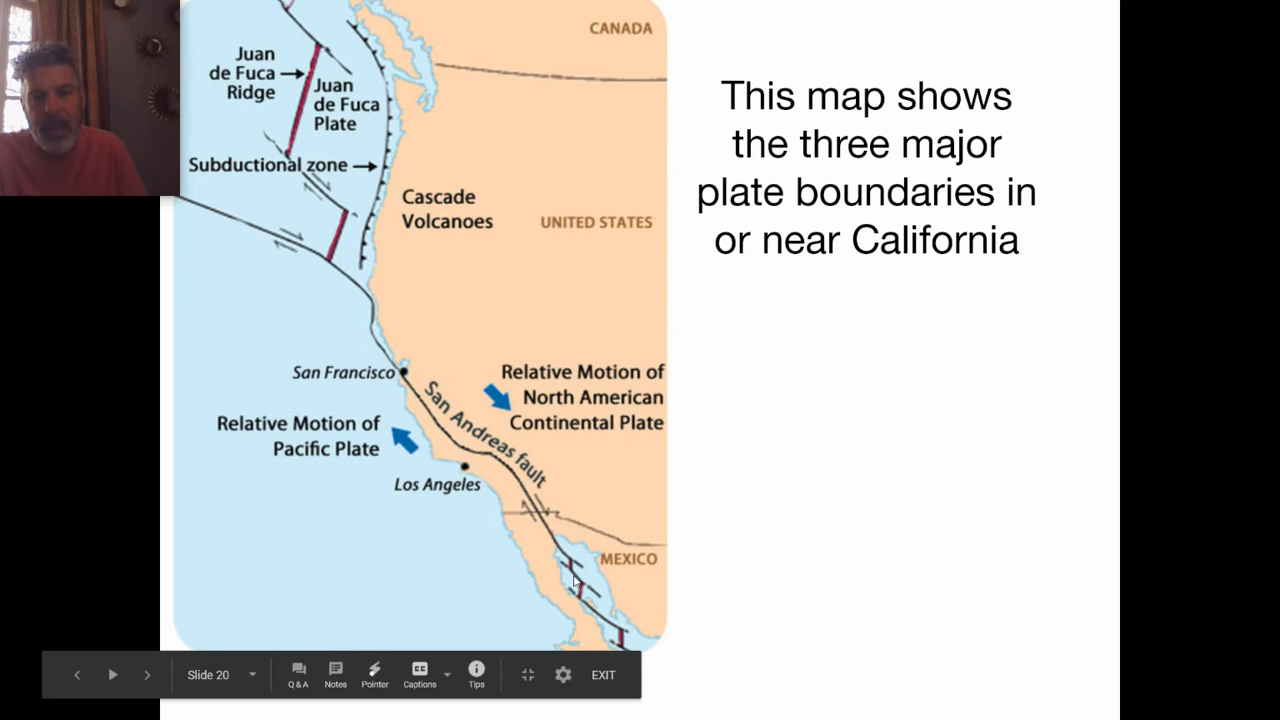 CANADA
Juan
de Fuca
Ridge
Juan
de Fuca
Plate
Subductional zone
Cascade
Volcanoes
UNITED STATES
San Francisco
San Andreas fault
Relative Motion of
North American
Continental Plate
Relative Motion of
Pacific Plate
Los Angeles
MEXICO
This map shows
the three major
plate boundaries in
or near California
Slide 20
Q & A
Notes
Pointer
CC
Captions
Tips
EXIT